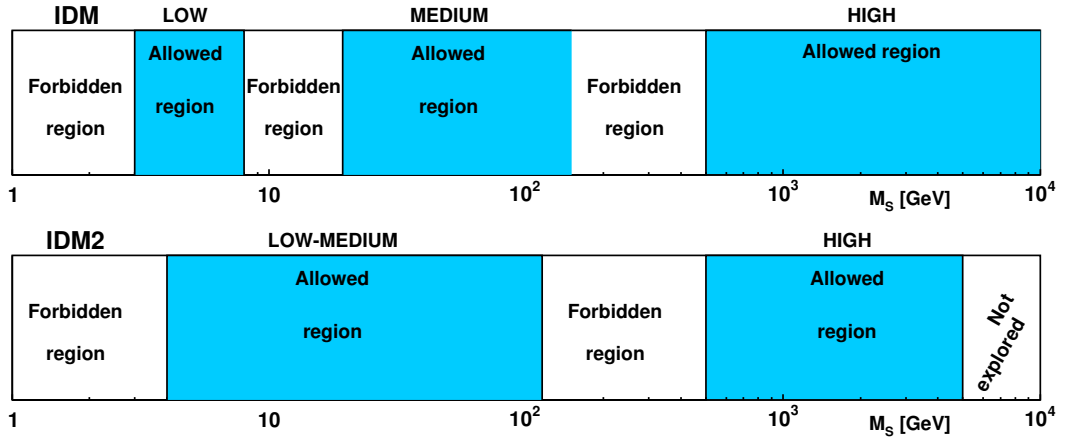 IDM LOW MEDIUM HIGH
Forbidden region
Allowed region
Forbidden region
Allowed region
Forbidden region
Allowed region
1 10 10² 10³ M_S [GeV] 10⁴
IDM2 LOW-MEDIUM HIGH
Forbidden region
Allowed region
Forbidden region
Allowed region
Not explored
1 10 10² 10³ M_S [GeV] 10⁴